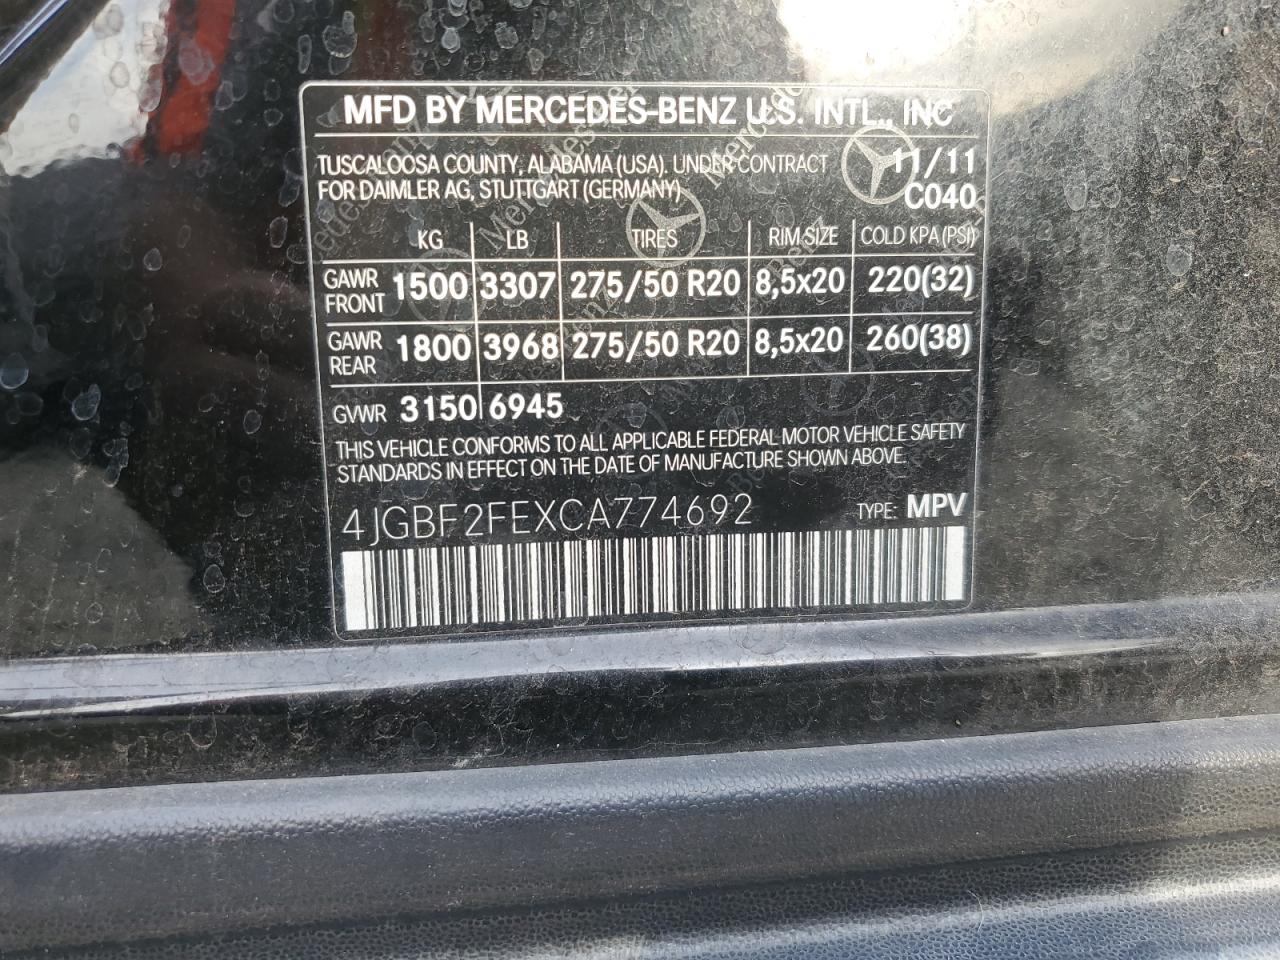 MFD BY MERCEDES-BENZ U.S. INTL., INC
TUSCALOOSA COUNTY, ALABAMA (USA). UNDER CONTRACT 11/11
FOR DAIMLER AG, STUTTGART (GERMANY) C040
KG LB TIRES RIM SIZE COLD KPA (PSI)
GAWR FRONT 1500 3307 275/50 R20 8,5x20 220(32)
GAWR REAR 1800 3968 275/50 R20 8,5x20 260(38)
GVWR 3150 6945
THIS VEHICLE CONFORMS TO ALL APPLICABLE FEDERAL MOTOR VEHICLE SAFETY
STANDARDS IN EFFECT ON THE DATE OF MANUFACTURE SHOWN ABOVE.
4JGBF2FEXCA774692 TYPE: MPV